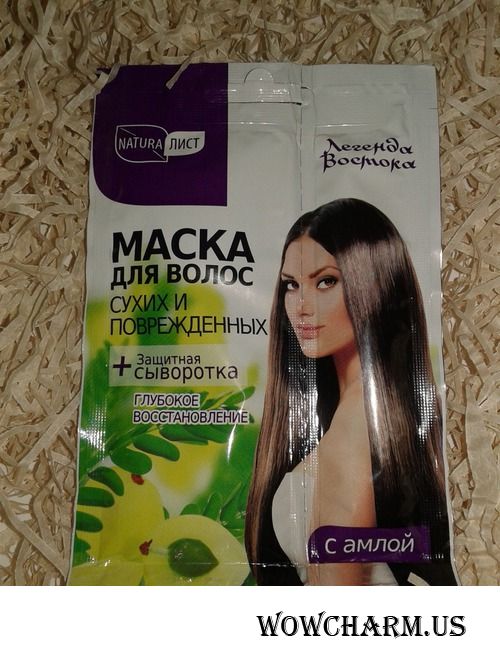 NATURA ЛИСТ
Легенда
Востока
МАСКА
ДЛЯ ВОЛОС
СУХИХ И
ПОВРЕЖДЕННЫХ
+ Защитная
сыворотка
ГЛУБОКОЕ
ВОССТАНОВЛЕНИЕ
с амлой
WOWCHARM.US